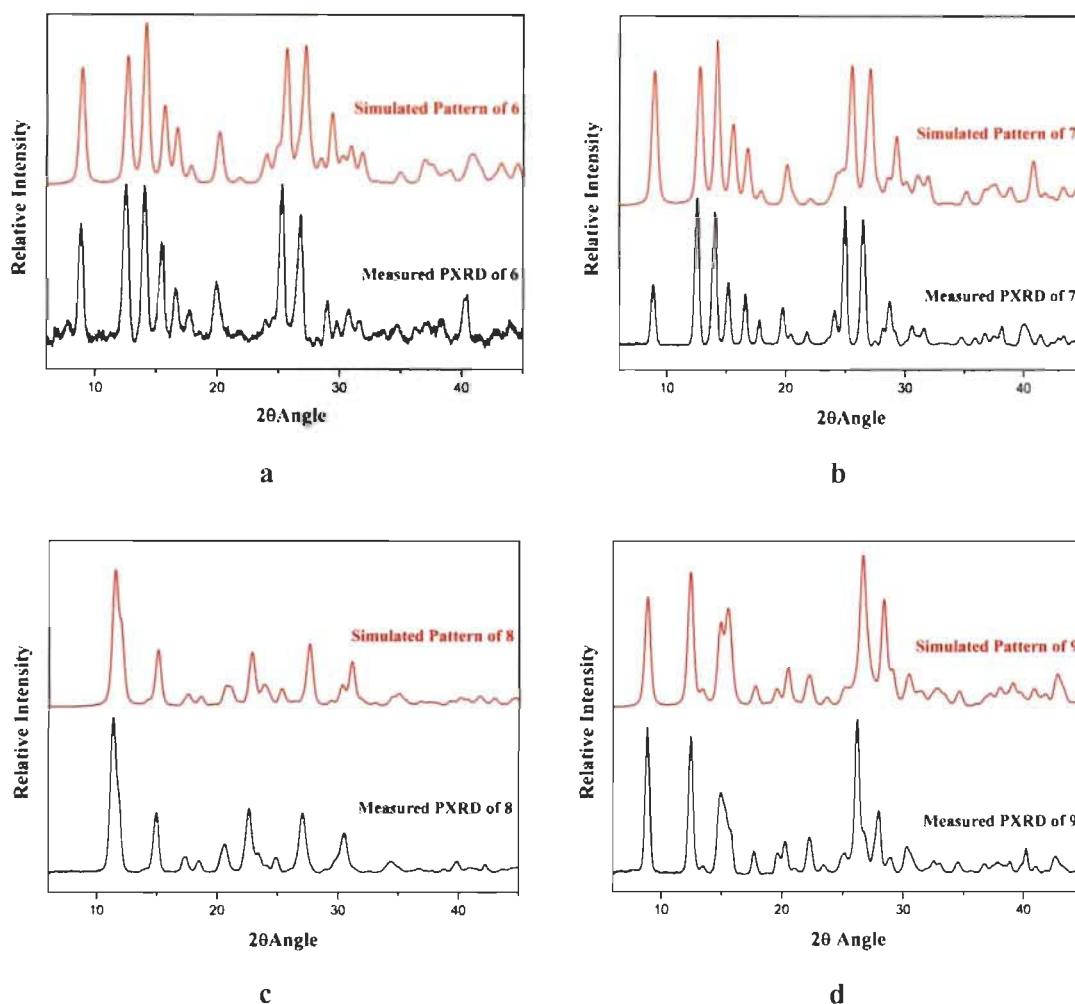 Relative Intensity
Simulated Pattern of 6
Measured PXRD of 6
10 20 30 40
2θAngle
a
Relative Intensity
Simulated Pattern of 7
Measured PXRD of 7
10 20 30 40
2θAngle
b
Relative Intensity
Simulated Pattern of 8
Measured PXRD of 8
10 20 30 40
2θAngle
c
Relative Intensity
Simulated Pattern of 9
Measured PXRD of 9
10 20 30 40
2θ Angle
d